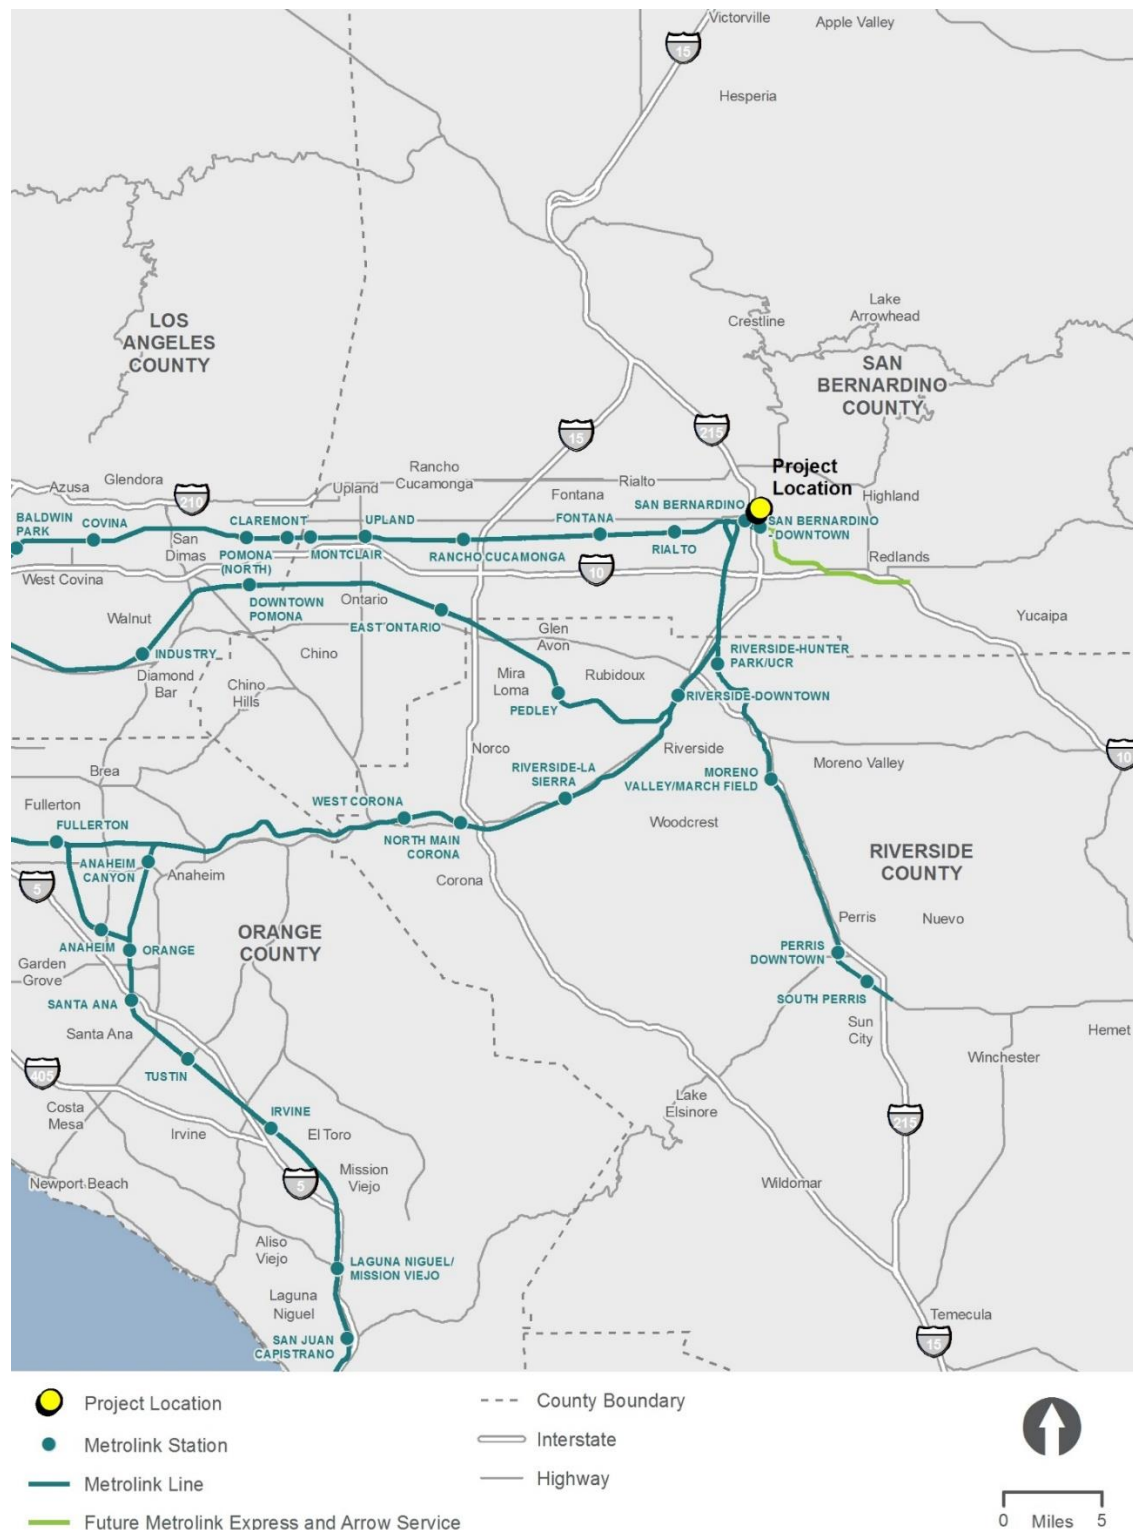 Victorville
Apple Valley
15
Hesperia
Lake
Arrowhead
Crestline
LOS
ANGELES
COUNTY
SAN
BERNARDINO
COUNTY
15
215
Project
Location
Rancho
Cucamonga
Rialto
Glendora
Azusa
210
Upland
Fontana
Highland
SAN BERNARDINO
BALDWIN
PARK
COVINA
CLAREMONT
UPLAND
FONTANA
SAN BERNARDINO
- DOWNTOWN
San
Dimas
POMONA
(NORTH)
MONTCLAIR
RANCHO CUCAMONGA
RIALTO
Redlands
West Covina
10
Walnut
DOWNTOWN
POMONA
Ontario
EAST ONTARIO
Yucaipa
Glen
Avon
INDUSTRY
Chino
RIVERSIDE-HUNTER
PARK/UCR
Diamond
Bar
Chino
Hills
Mira
Loma
Rubidoux
PEDLEY
RIVERSIDE-DOWNTOWN
Norco
Riverside
10
Brea
RIVERSIDE-LA
SIERRA
MORENO
VALLEY/MARCH FIELD
Moreno Valley
Fullerton
FULLERTON
WEST CORONA
NORTH MAIN
CORONA
Woodcrest
ANAHEIM
CANYON
Anaheim
5
Corona
RIVERSIDE
COUNTY
ORANGE
COUNTY
Perris
Nuevo
ANAHEIM
ORANGE
PERRIS
DOWNTOWN
Garden
Grove
SANTA ANA
SOUTH PERRIS
Santa Ana
Sun
City
Hemet
Winchester
405
TUSTIN
Costa
Mesa
IRVINE
Irvine
El Toro
Lake
Elsinore
215
Mission
Viejo
5
Newport Beach
Wildomar
Aliso
Viejo
LAGUNA NIGUEL/
MISSION VIEJO
Laguna
Niguel
Temecula
SAN JUAN
CAPISTRANO
15
Project Location
Metrolink Station
Metrolink Line
Future Metrolink Express and Arrow Service
County Boundary
Interstate
Highway
0 Miles 5